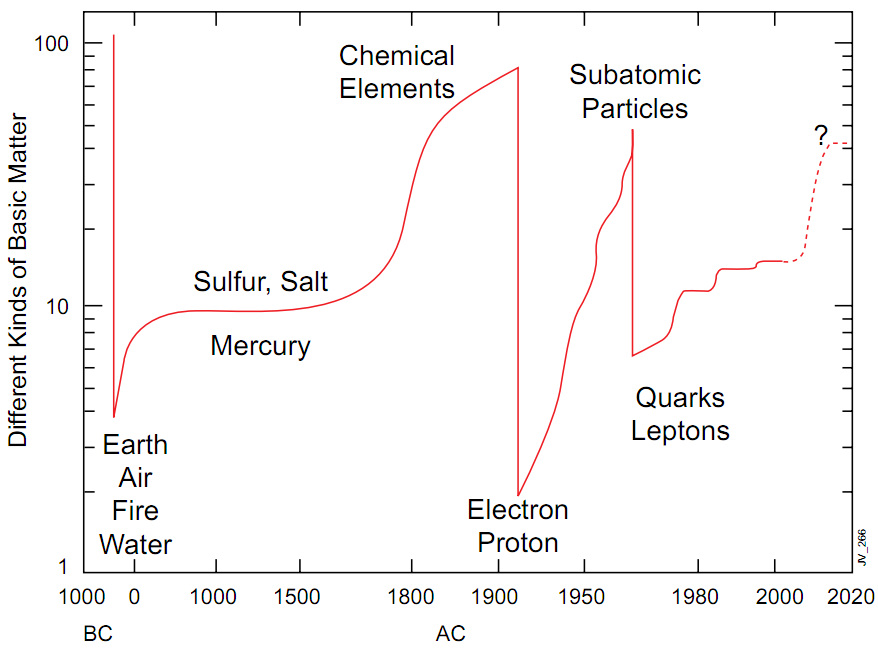 100
10
1
Different Kinds of Basic Matter
Chemical
Elements
Subatomic
Particles
?
Sulfur, Salt
Mercury
Earth
Air
Fire
Water
Electron
Proton
Quarks
Leptons
JV_266
1000 0 1000 1500 1800 1900 1950 1980 2000 2020
BC AC